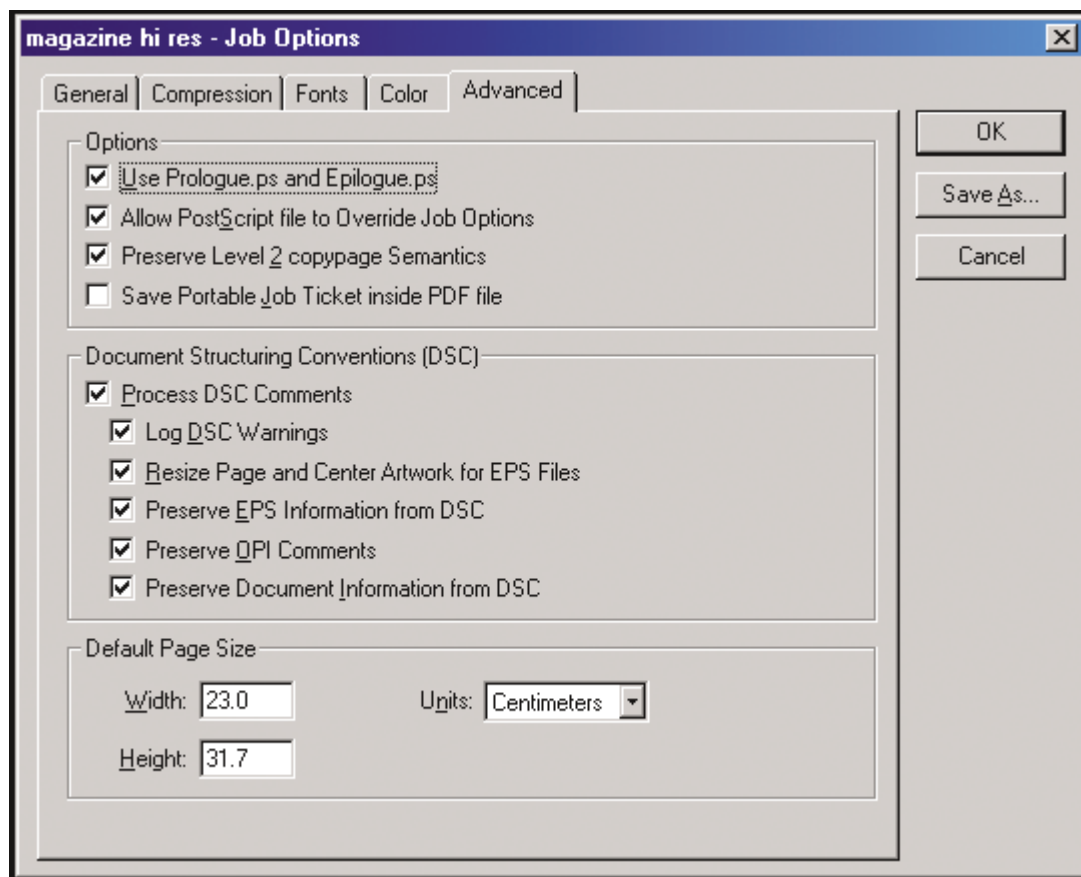 magazine hi res - Job Options
General Compression Fonts Color Advanced
OK
Save As...
Cancel
Options
Use Prologue.ps and Epilogue.ps
Allow PostScript file to Override Job Options
Preserve Level 2 copypage Semantics
Save Portable Job Ticket inside PDF file
Document Structuring Conventions (DSC)
Process DSC Comments
Log DSC Warnings
Resize Page and Center Artwork for EPS Files
Preserve EPS Information from DSC
Preserve OPI Comments
Preserve Document Information from DSC
Default Page Size
Width: 23.0 Units: Centimeters
Height: 31.7